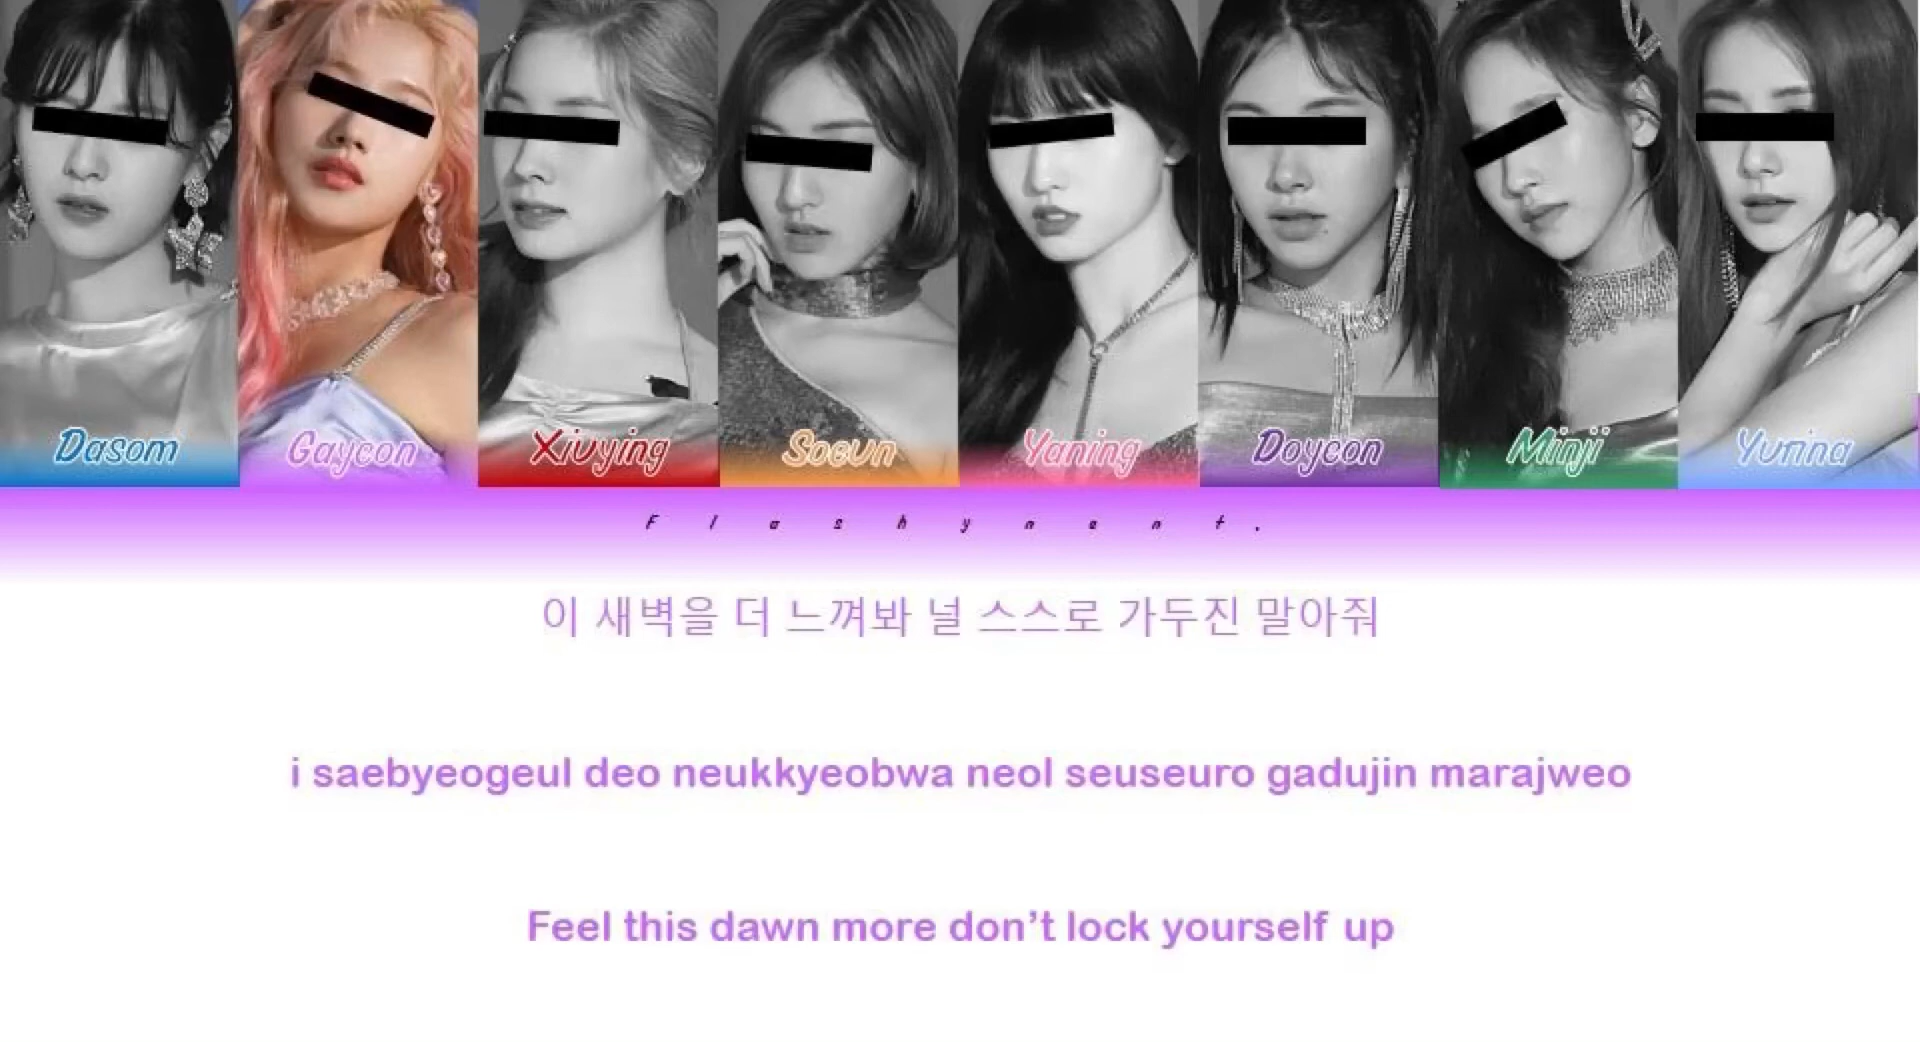 Dasom Gayeon Xivying Soeun Yaning Doyeon Minji Yunna
Flashynent.
이 새벽을 더 느껴봐 널 스스로 가두진 말아줘
i saebyeogeul deo neukkyeobwa neol seuseuro gadujin marajweo
Feel this dawn more don’t lock yourself up